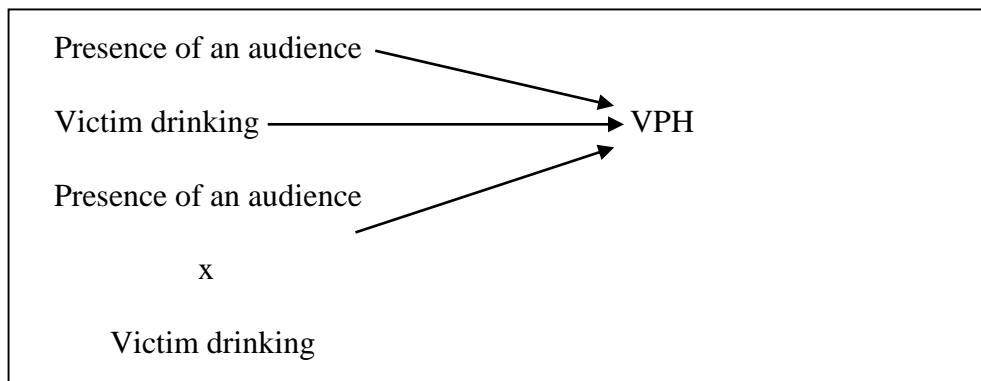 Presence of an audience
Victim drinking VPH
Presence of an audience
x
Victim drinking